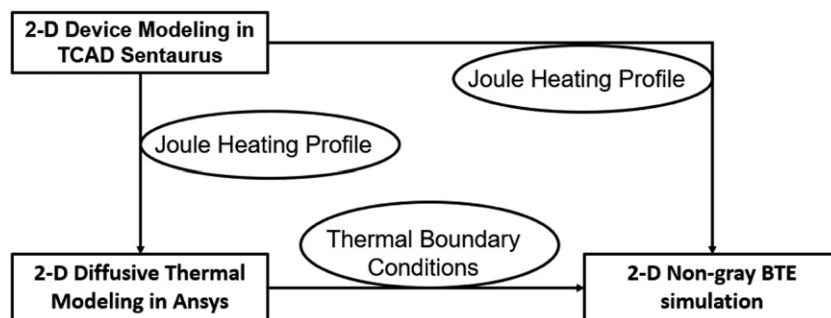 2-D Device Modeling in
TCAD Sentaurus
Joule Heating Profile
Joule Heating Profile
Thermal Boundary
Conditions
2-D Diffusive Thermal
Modeling in Ansys
2-D Non-gray BTE
simulation